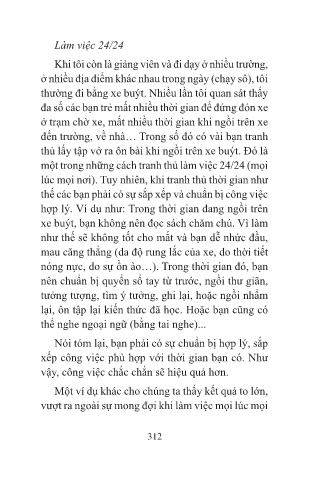 Làm việc 24/24
Khi tôi còn là giảng viên và đi dạy ở nhiều trường,
ở nhiều địa điểm khác nhau trong ngày (chạy sô), tôi
thường đi bằng xe buýt. Nhiều lần tôi quan sát thấy
đa số các bạn trẻ mất nhiều thời gian để đứng đón xe
ở trạm chờ xe, mất nhiều thời gian khi ngồi trên xe
đến trường, về nhà… Trong số đó có vài bạn tranh
thủ lấy tập vở ra ôn bài khi ngồi trên xe buýt. Đó là
một trong những cách tranh thủ làm việc 24/24 (mọi
lúc mọi nơi). Tuy nhiên, khi tranh thủ thời gian như
thế các bạn phải có sự sắp xếp và chuẩn bị công việc
hợp lý. Ví dụ như: Trong thời gian đang ngồi trên
xe buýt, bạn không nên đọc sách chăm chú. Vì làm
như thế sẽ không tốt cho mắt và bạn dễ nhức đầu,
mau căng thẳng (da độ rung lắc của xe, do thời tiết
nóng nực, do sự ồn ào…). Trong thời gian đó, bạn
nên chuẩn bị quyển sổ tay từ trước, ngồi thư giãn,
tưởng tượng, tìm ý tưởng, ghi lại, hoặc ngồi nhẩm
lại, ôn tập lại kiến thức đã học. Hoặc bạn cũng có
thể nghe ngoại ngữ (bằng tai nghe)...
Nói tóm lại, bạn phải có sự chuẩn bị hợp lý, sắp
xếp công việc phù hợp với thời gian bạn có. Như
vậy, công việc chắc chắn sẽ hiệu quả hơn.
Một ví dụ khác cho chúng ta thấy kết quả to lớn,
vượt ra ngoài sự mong đợi khi làm việc mọi lúc mọi
312